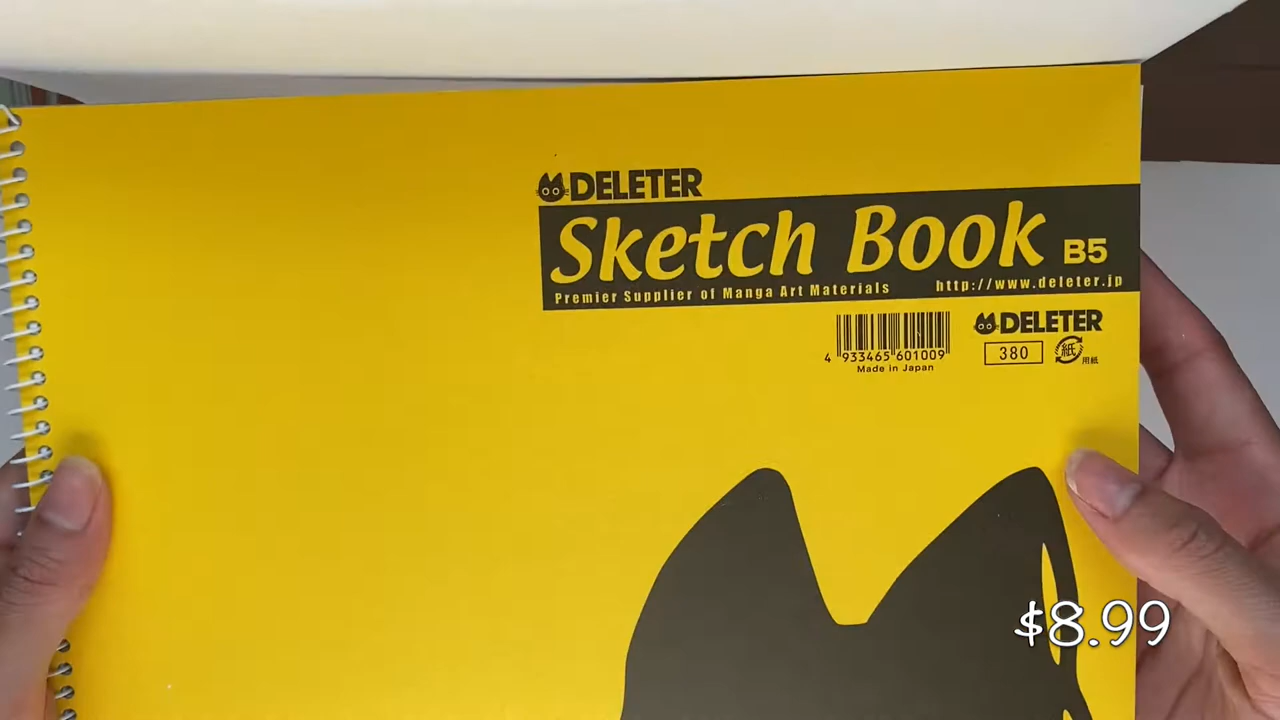 DELETER
Sketch Book B5
Premier Supplier of Manga Art Materials http://www.deleter.jp
4 933465 601009
Made in Japan
DELETER
380
紙
用紙
$8.99